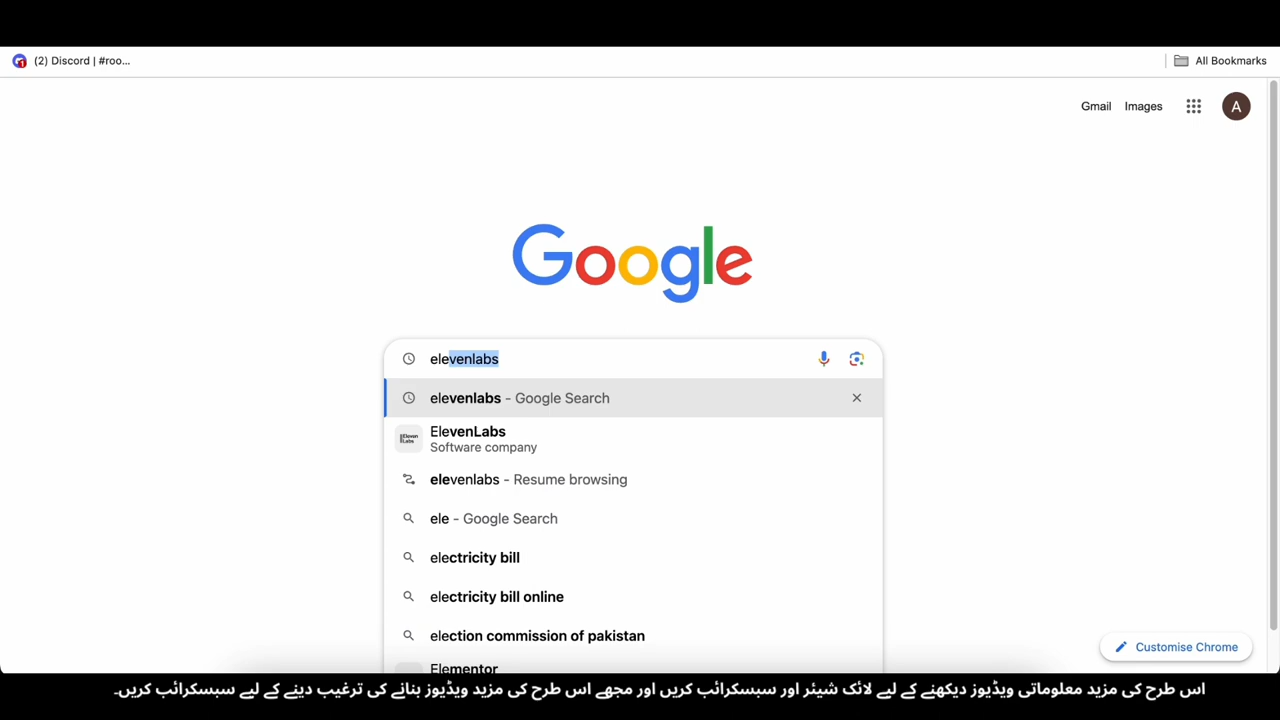 (2) Discord | #roo...
All Bookmarks
Gmail
Images
A
Google
elevenlabs
elevenlabs - Google Search
ElevenLabs
Software company
elevenlabs - Resume browsing
ele - Google Search
electricity bill
electricity bill online
election commission of pakistan
Elementor
Customise Chrome
اس طرح کی مزید معلوماتی ویڈیوز دیکھنے کے لیے لائک شیئر اور سبسکرائب کریں اور مجھے اس طرح کی مزید ویڈیوز بنانے کی ترغیب دینے کے لیے سبسکرائب کریں۔